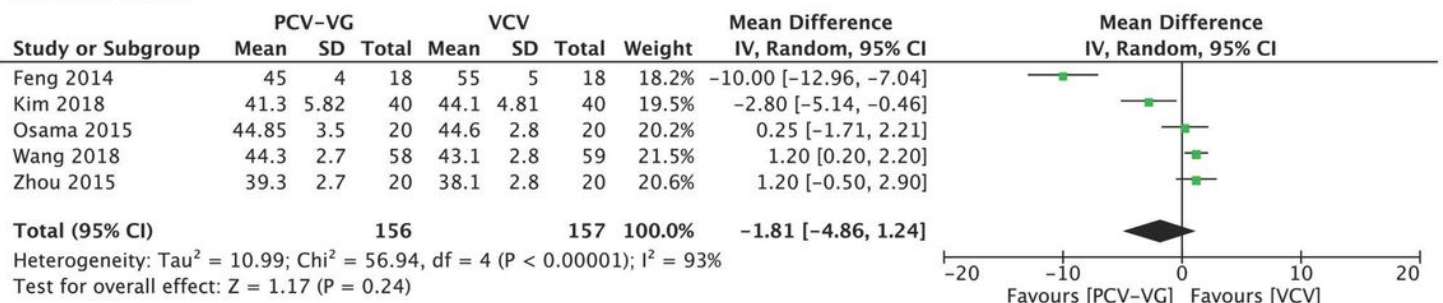 PCV-VG VCV Mean Difference Mean Difference
Study or Subgroup Mean SD Total Mean SD Total Weight IV, Random, 95% CI IV, Random, 95% CI
Feng 2014 45 4 18 55 5 18 18.2% -10.00 [-12.96, -7.04]
Kim 2018 41.3 5.82 40 44.1 4.81 40 19.5% -2.80 [-5.14, -0.46]
Osama 2015 44.85 3.5 20 44.6 2.8 20 20.2% 0.25 [-1.71, 2.21]
Wang 2018 44.3 2.7 58 43.1 2.8 59 21.5% 1.20 [0.20, 2.20]
Zhou 2015 39.3 2.7 20 38.1 2.8 20 20.6% 1.20 [-0.50, 2.90]
Total (95% CI) 156 157 100.0% -1.81 [-4.86, 1.24]
Heterogeneity: Tau² = 10.99; Chi² = 56.94, df = 4 (P < 0.00001); I² = 93%
Test for overall effect: Z = 1.17 (P = 0.24)
-20 -10 0 10 20
Favours [PCV-VG] Favours [VCV]